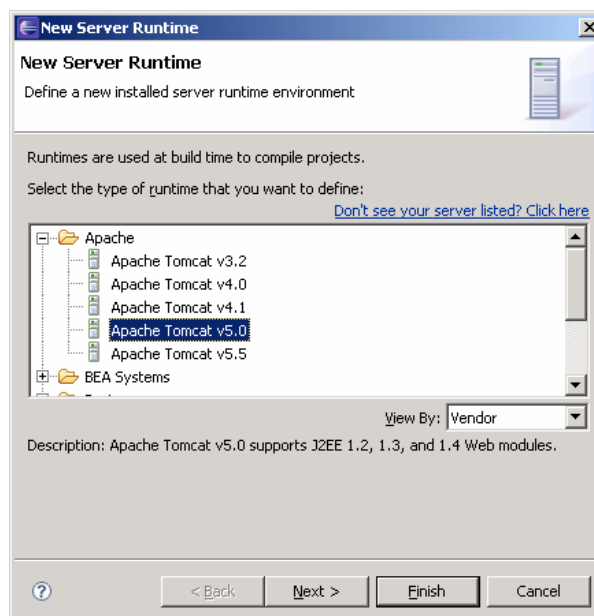 New Server Runtime
New Server Runtime
Define a new installed server runtime environment
Runtimes are used at build time to compile projects.
Select the type of runtime that you want to define:
Don't see your server listed? Click here
Apache
Apache Tomcat v3.2
Apache Tomcat v4.0
Apache Tomcat v4.1
Apache Tomcat v5.0
Apache Tomcat v5.5
BEA Systems
View By: Vendor
Description: Apache Tomcat v5.0 supports J2EE 1.2, 1.3, and 1.4 Web modules.
< Back Next > Finish Cancel